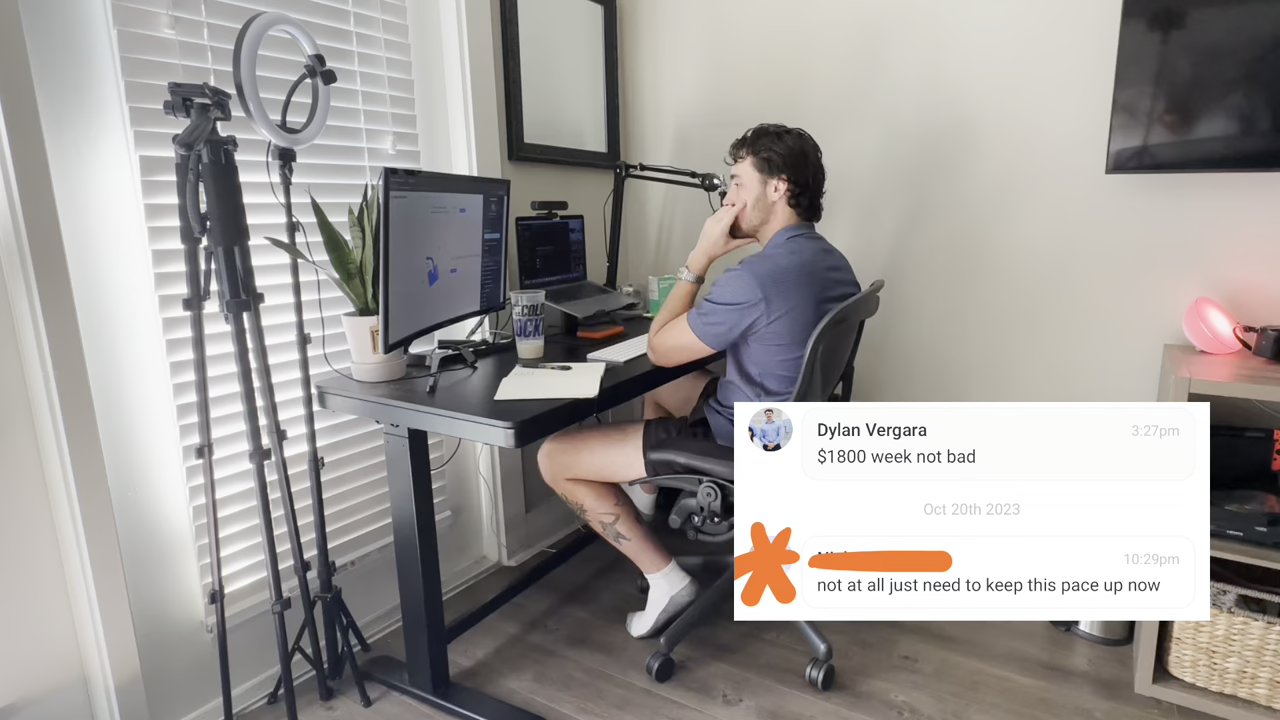 Dylan Vergara
3:27pm
$1800 week not bad
Oct 20th 2023
10:29pm
not at all just need to keep this pace up now